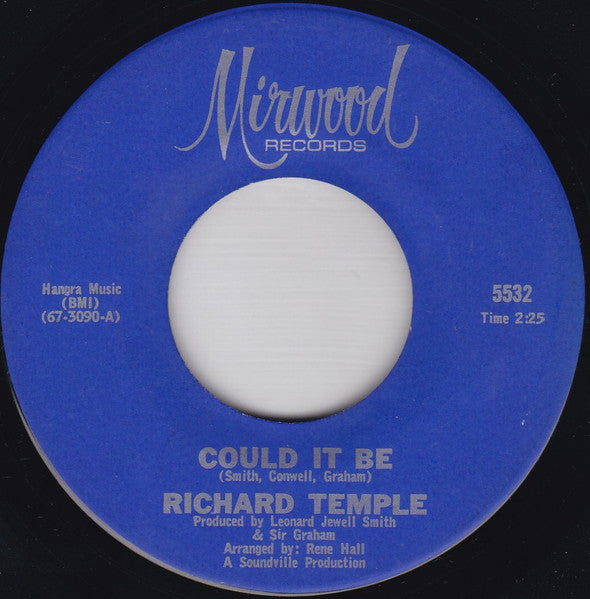 Mirwood
RECORDS
Hangra Music
(BMI)
(67-3090-A)
5532
Time 2:25
COULD IT BE
(Smith, Conwell, Graham)
RICHARD TEMPLE
Produced by Leonard Jewell Smith
& Sir Graham
Arranged by: Rene Hall
A Soundville Production